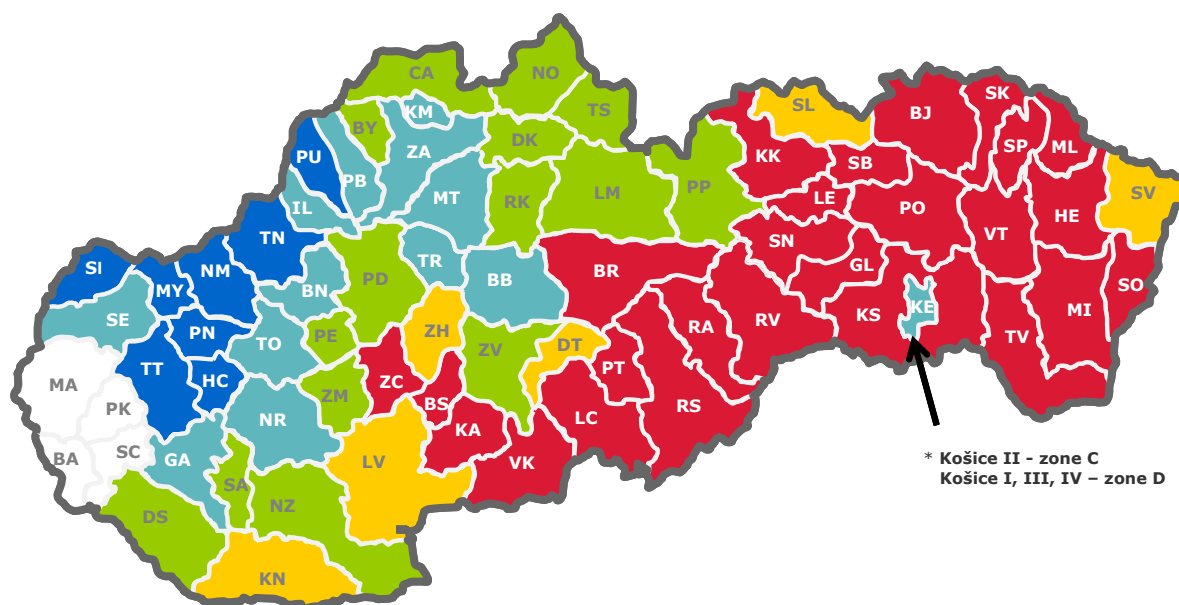 NO
CA
TS
SL
SK
BJ
KM
BY
DK
ZA
SP
ML
PU
KK
SB
PB
MT
RK
LM
PP
LE
PO
SV
IL
HE
TN
VT
SN
NM
SI
TR
BB
BR
GL
MY
BN
PD
SO
SE
PN
TO
PE
ZH
ZV
DT
RA
RV
KS
KE
MI
TV
MA
TT
HC
ZC
PT
PK
ZM
BS
RS
NR
LC
KA
SC
BA
GA
LV
VK
SA
NZ
DS
KN
* Košice II - zone C
Košice I, III, IV – zone D